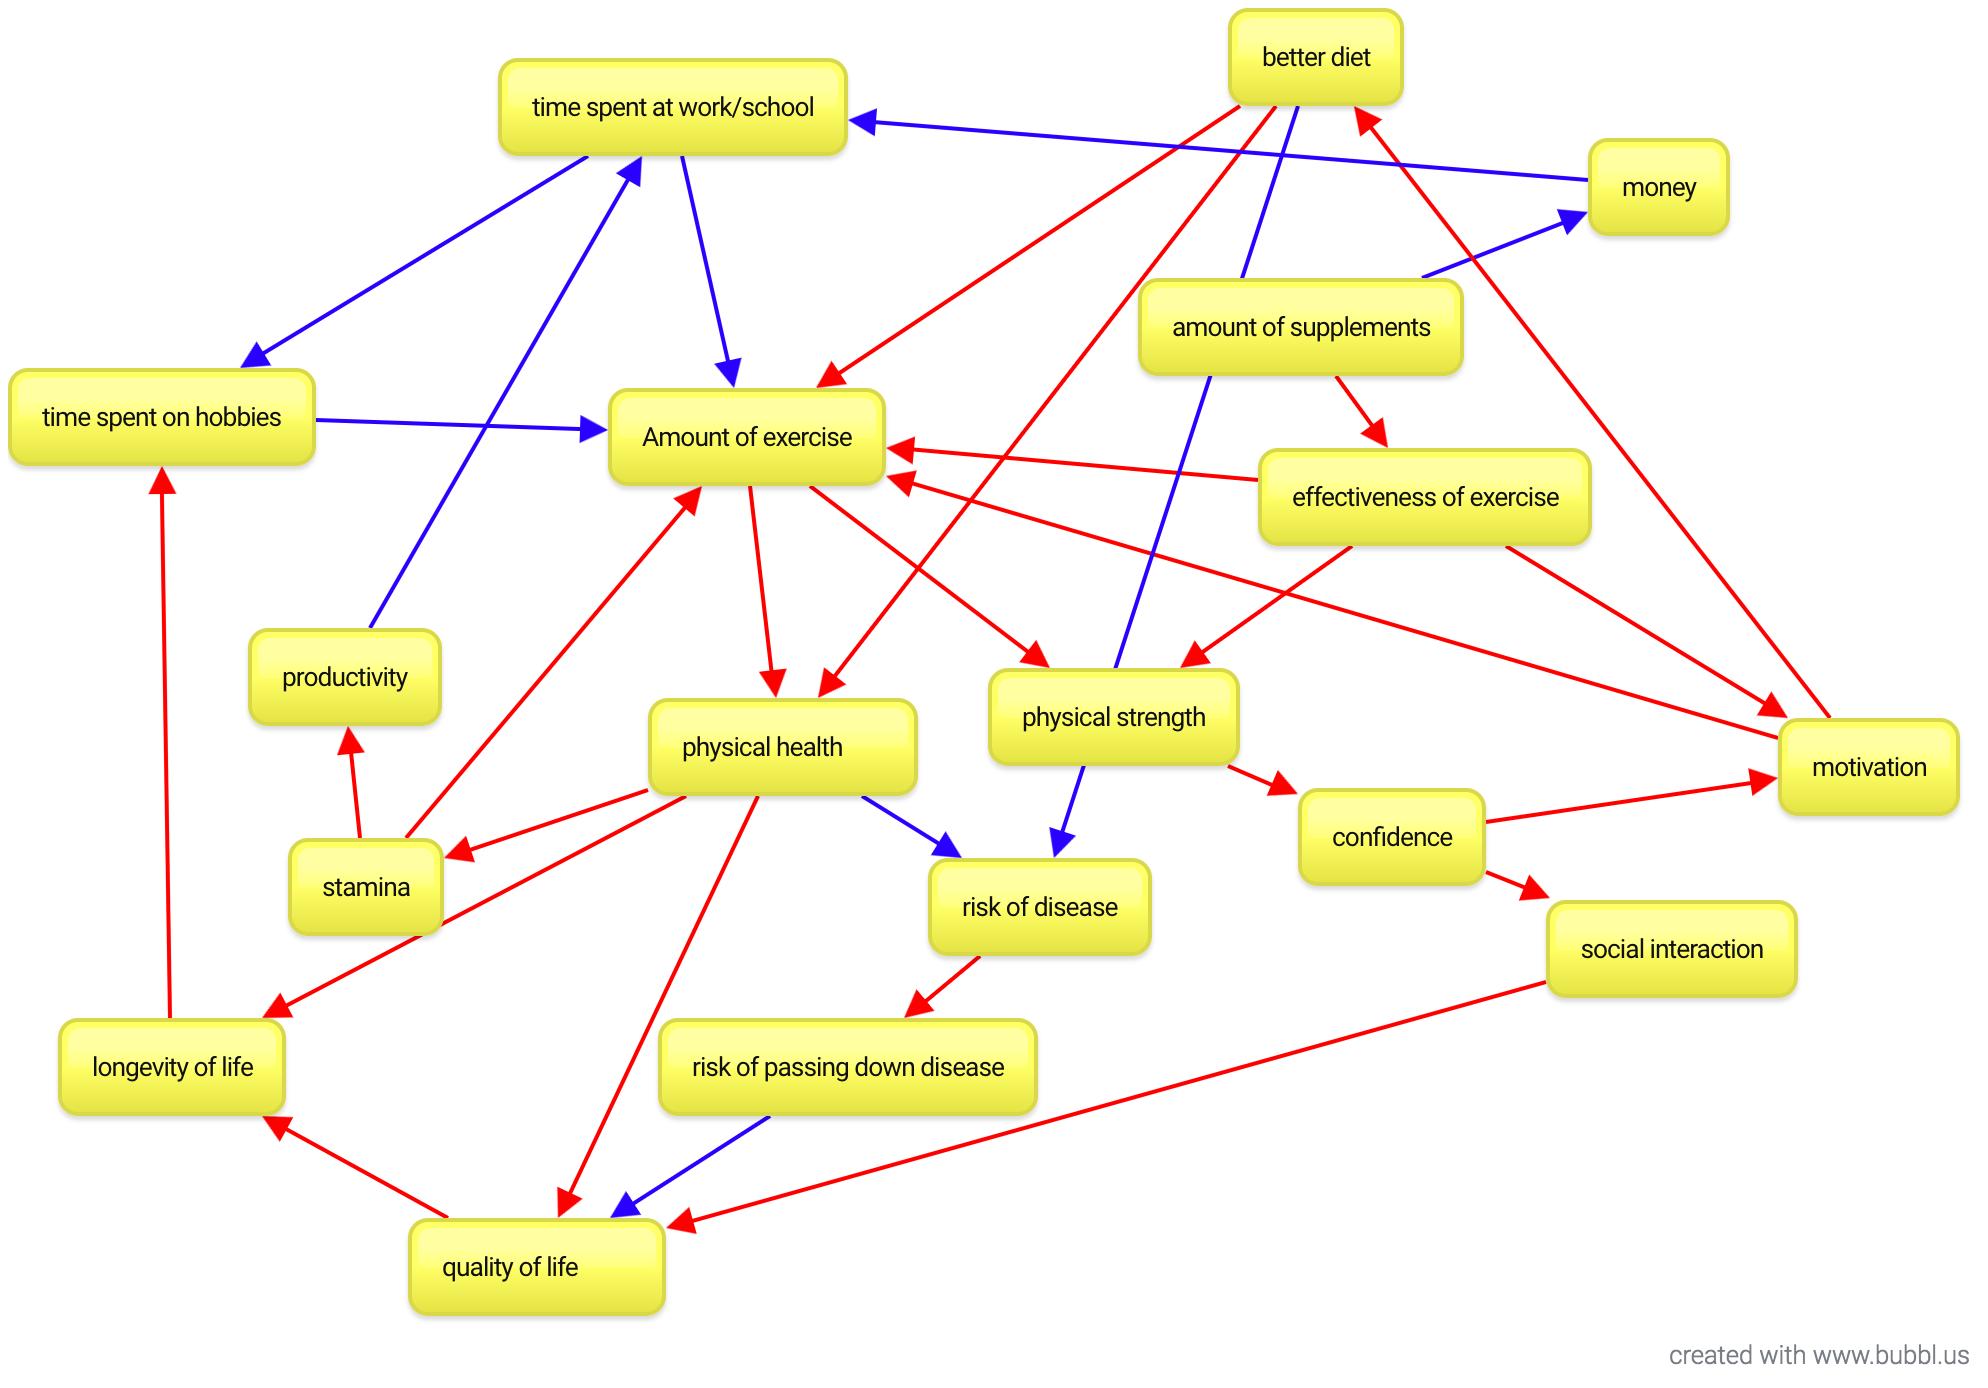 better diet
time spent at work/school
money
amount of supplements
time spent on hobbies
Amount of exercise
effectiveness of exercise
productivity
physical health
physical strength
motivation
confidence
stamina
risk of disease
social interaction
longevity of life
risk of passing down disease
quality of life
created with www.bubbl.us